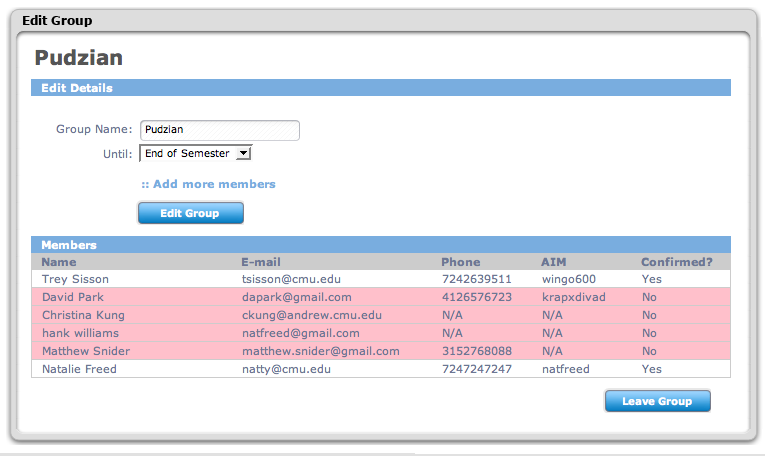 Edit Group
Pudzian
Edit Details
Group Name: Pudzian
Until: End of Semester
:: Add more members
Edit Group
Members
Name E-mail Phone AIM Confirmed?
Trey Sisson tsisson@cmu.edu 7242639511 wingo600 Yes
David Park dapark@gmail.com 4126576723 krapxdivad No
Christina Kung ckung@andrew.cmu.edu N/A N/A No
hank williams natfreed@gmail.com N/A N/A No
Matthew Snider matthew.snider@gmail.com 3152768088 N/A No
Natalie Freed natty@cmu.edu 7247247247 natfreed Yes
Leave Group